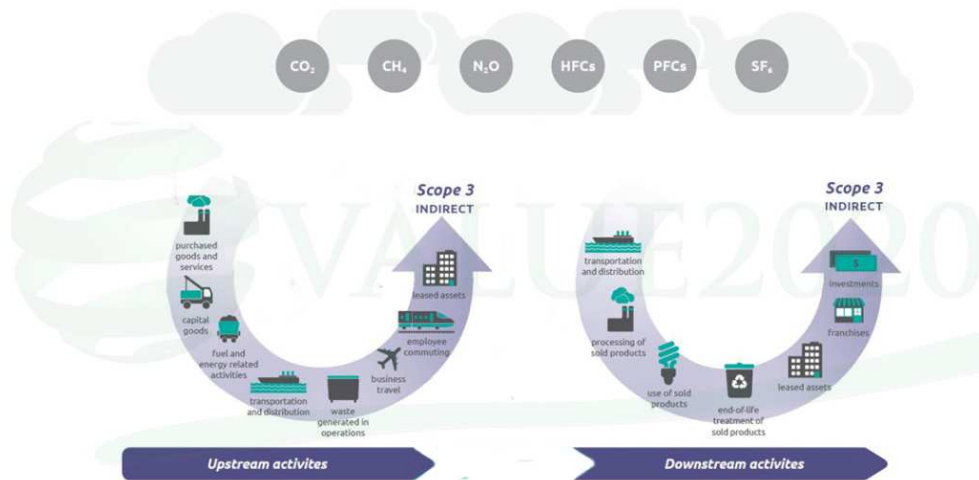 CO₂
CH₄
N₂O
HFCs
PFCs
SF₆
VALUE2020
Scope 3
INDIRECT
purchased
goods and
services
capital
goods
fuel and
energy related
activities
transportation
and distribution
waste
generated in
operations
business
travel
employee
commuting
leased assets
Upstream activites
Scope 3
INDIRECT
transportation
and distribution
processing of
sold products
use of sold
products
end-of-life
treatment of
sold products
leased assets
franchises
$
investments
Downstream activites